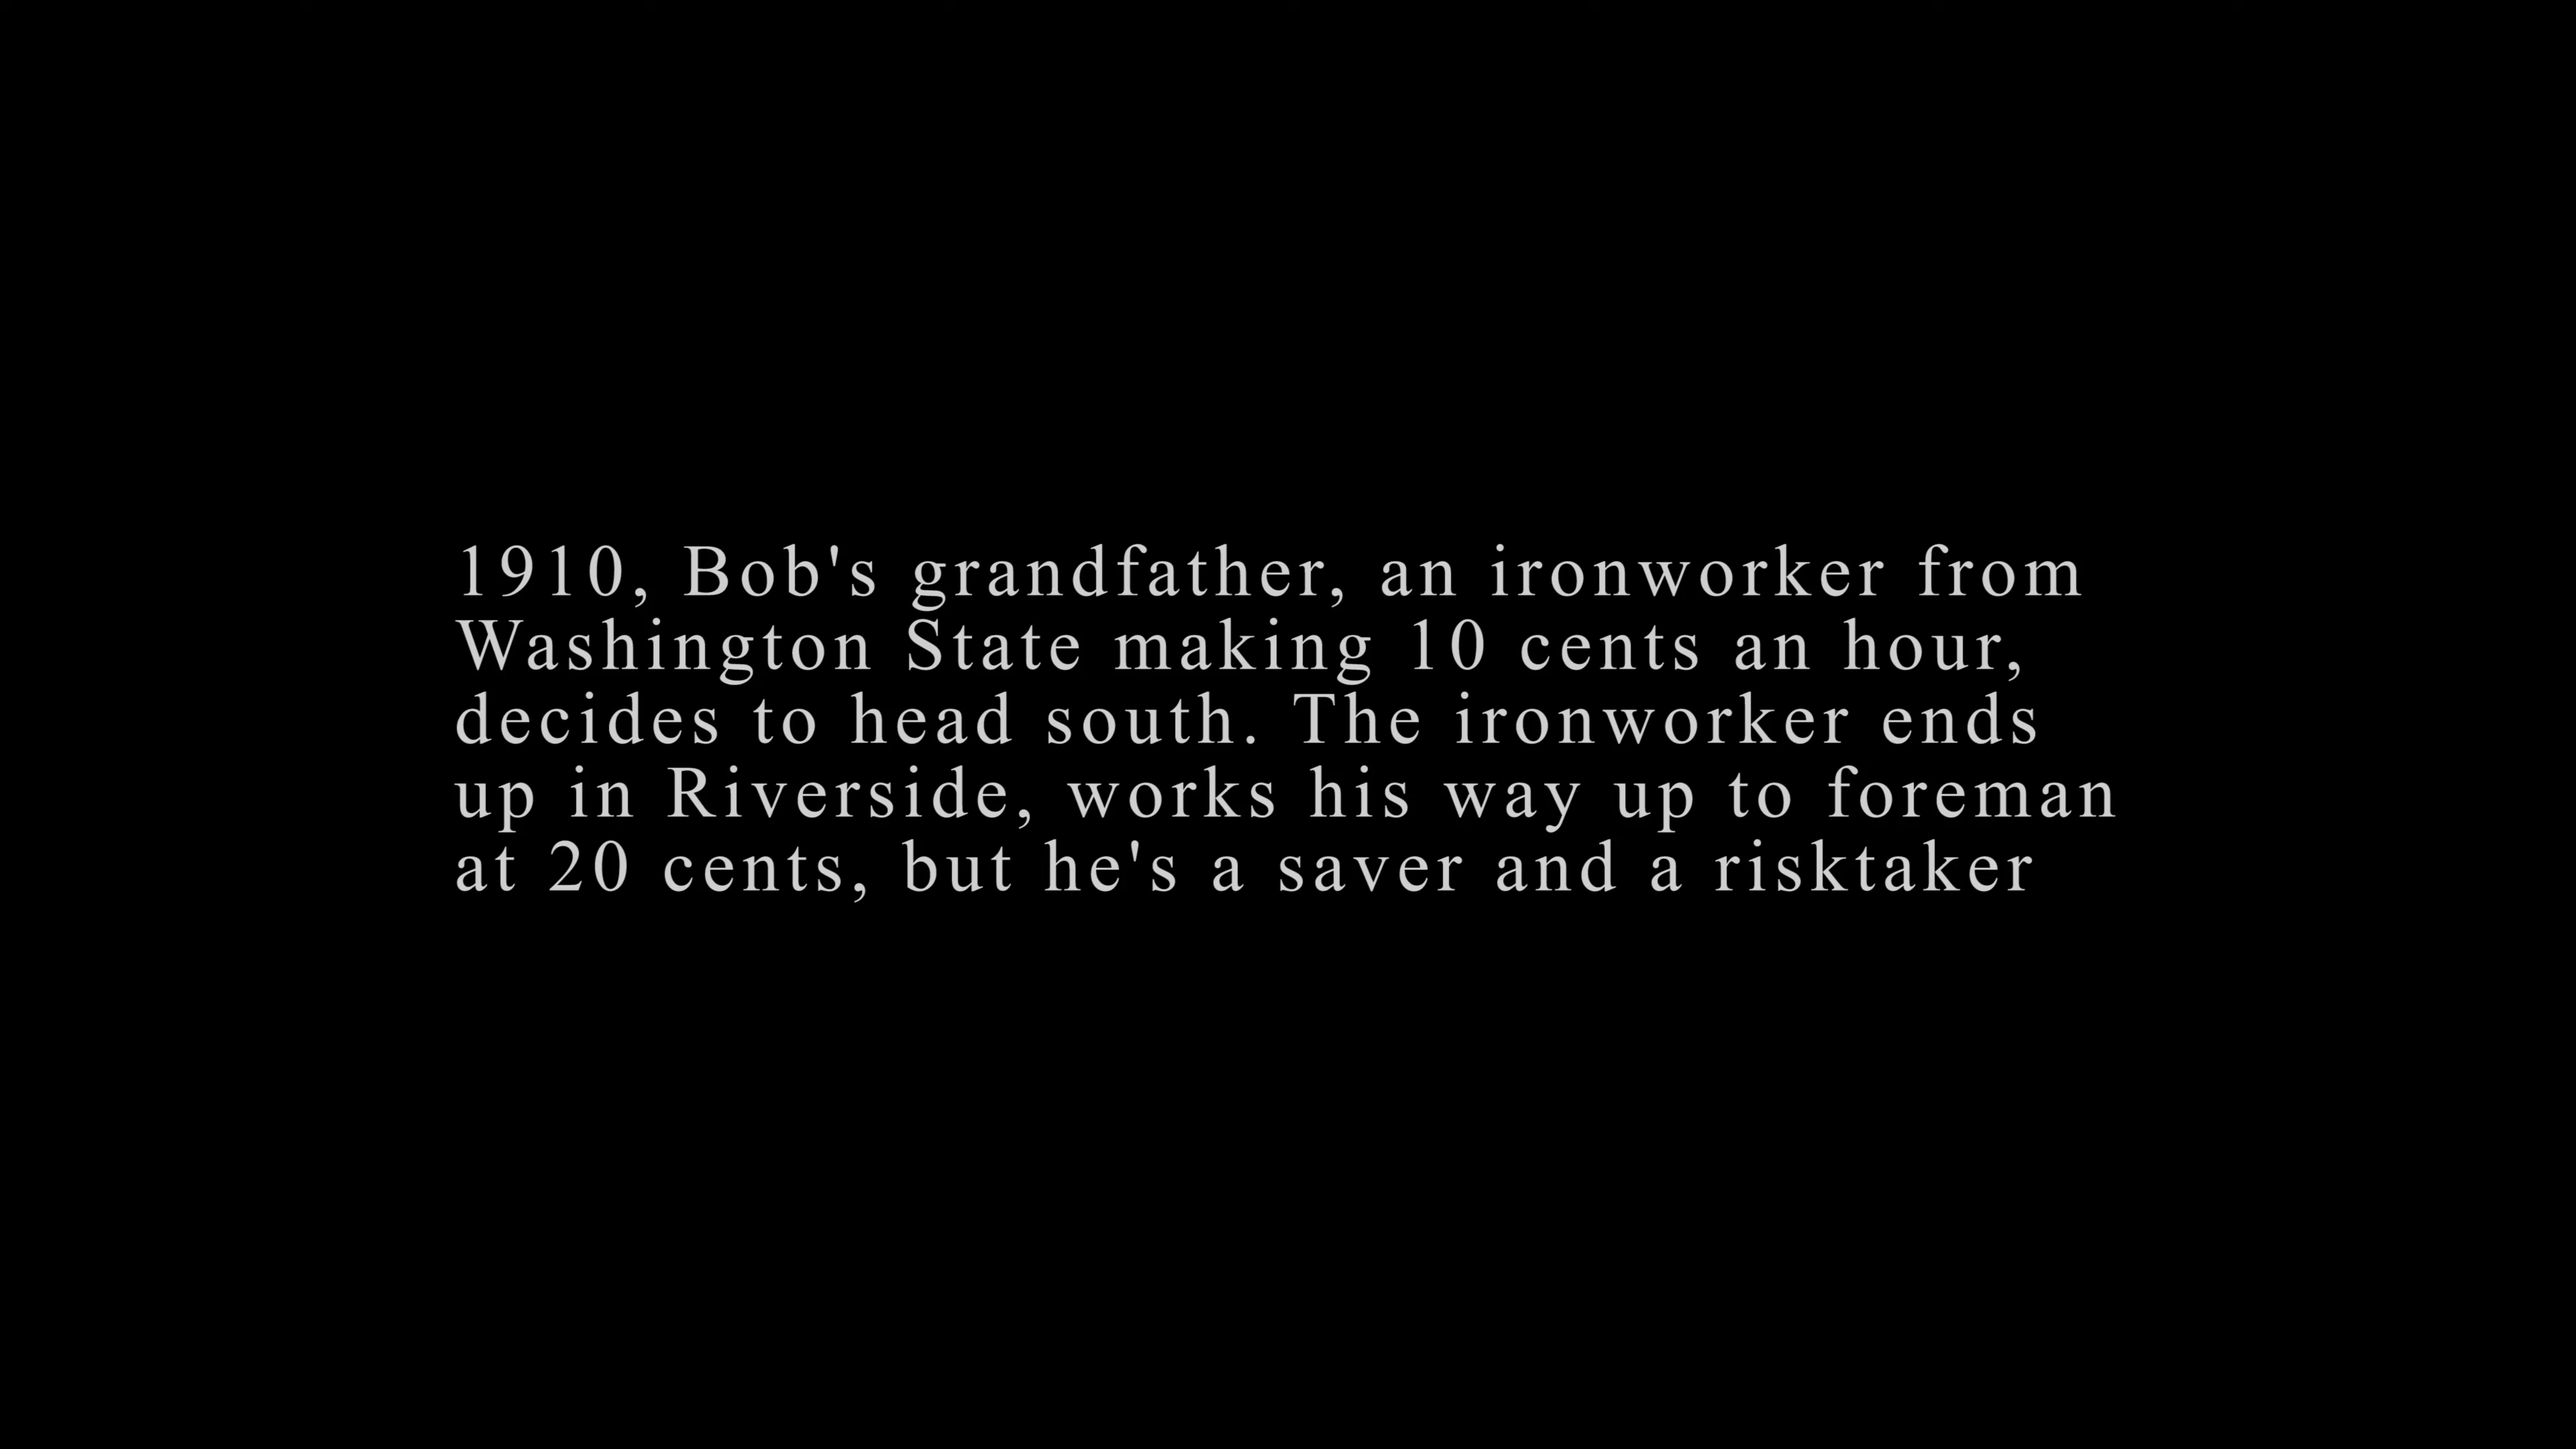 1910, Bob's grandfather, an ironworker from
Washington State making 10 cents an hour,
decides to head south. The ironworker ends
up in Riverside, works his way up to foreman
at 20 cents, but he's a saver and a risktaker